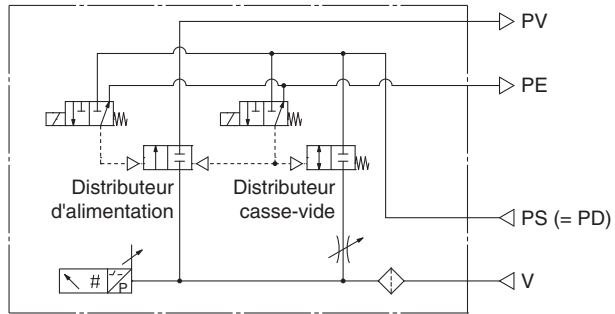 PV
PE
Distributeur
d'alimentation
Distributeur
casse-vide
PS (= PD)
#
P
V